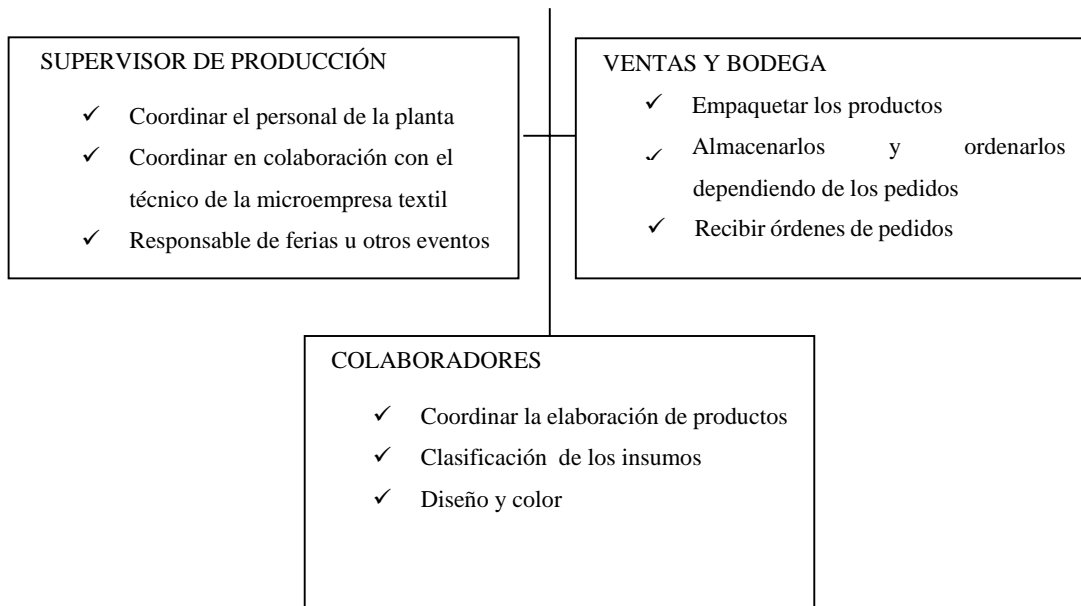 SUPERVISOR DE PRODUCCIÓN
✓ Coordinar el personal de la planta
✓ Coordinar en colaboración con el
técnico de la microempresa textil
✓ Responsable de ferias u otros eventos
VENTAS Y BODEGA
✓ Empaquetar los productos
✓ Almacenarlos y ordenarlos
dependiendo de los pedidos
✓ Recibir órdenes de pedidos
COLABORADORES
✓ Coordinar la elaboración de productos
✓ Clasificación de los insumos
✓ Diseño y color